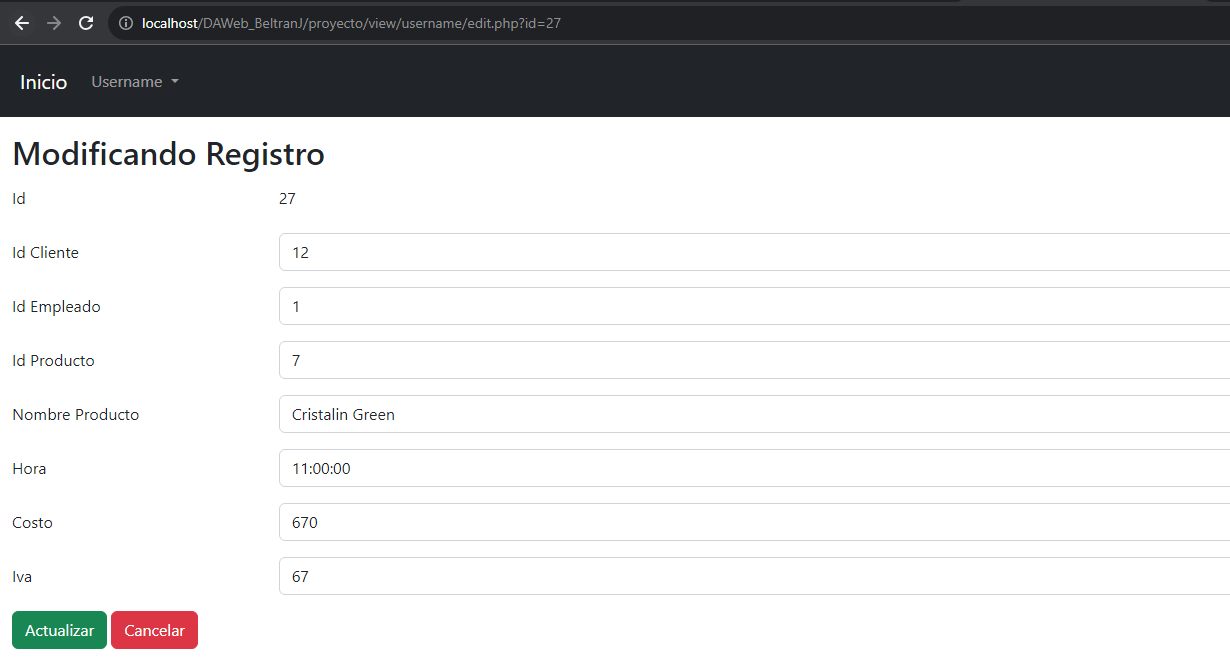 localhost/DAWeb_BeltranJ/proyecto/view/username/edit.php?id=27
Inicio Username
Modificando Registro
Id 27
Id Cliente 12
Id Empleado 1
Id Producto 7
Nombre Producto Cristalin Green
Hora 11:00:00
Costo 670
Iva 67
Actualizar Cancelar